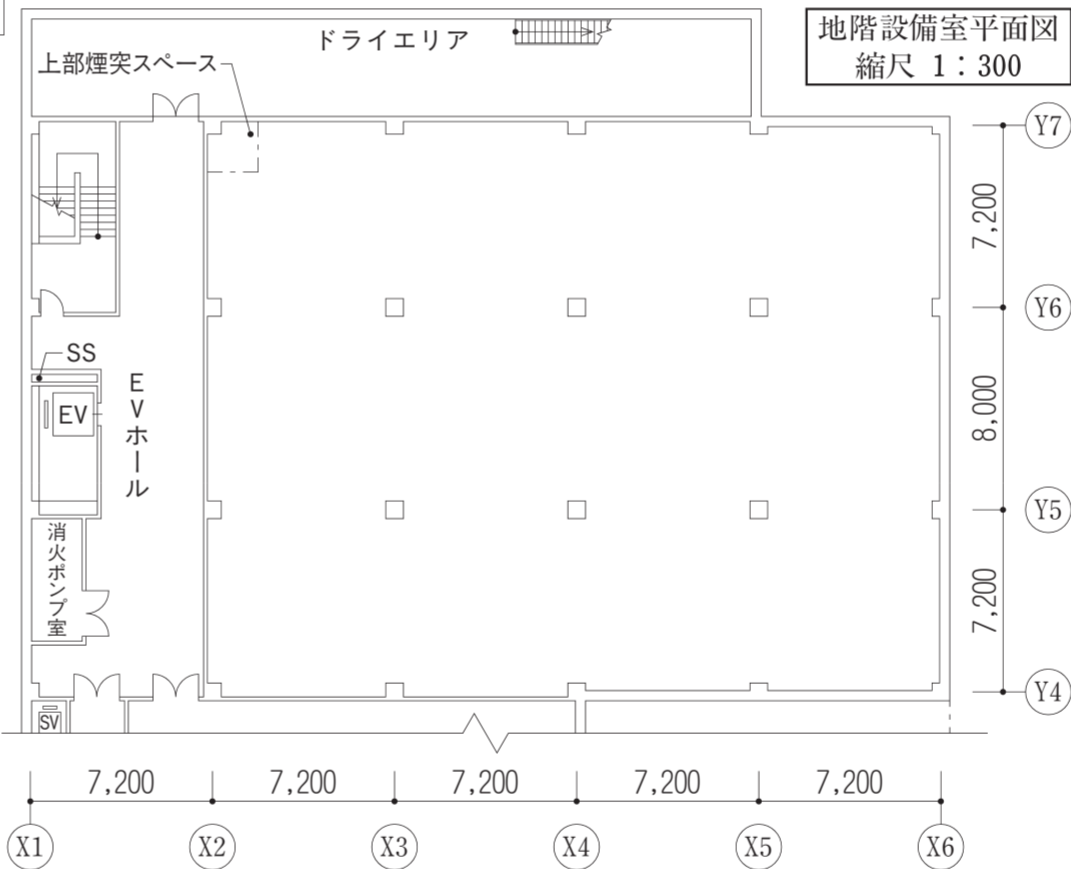 ドライエリア
地階設備室平面図
縮尺 1：300
上部煙突スペース
Y7
7,200
Y6
SS
EV
EVホール
8,000
Y5
消火ポンプ室
7,200
Y4
SV
7,200
7,200
7,200
7,200
7,200
X1
X2
X3
X4
X5
X6